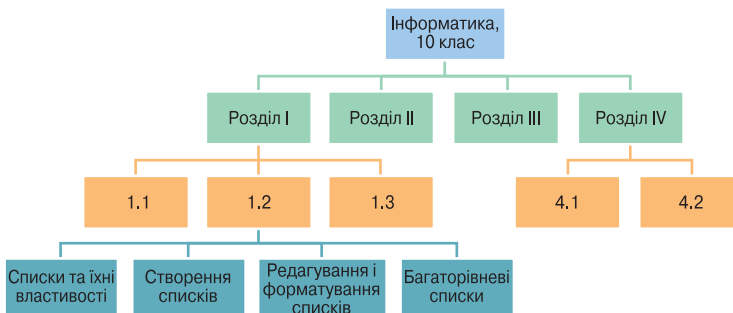 Інформатика,
10 клас
Розділ I
Розділ II
Розділ III
Розділ IV
1.1
1.2
1.3
4.1
4.2
Списки та їхні
властивості
Створення
списків
Редагування і
форматування
списків
Багаторівневі
списки